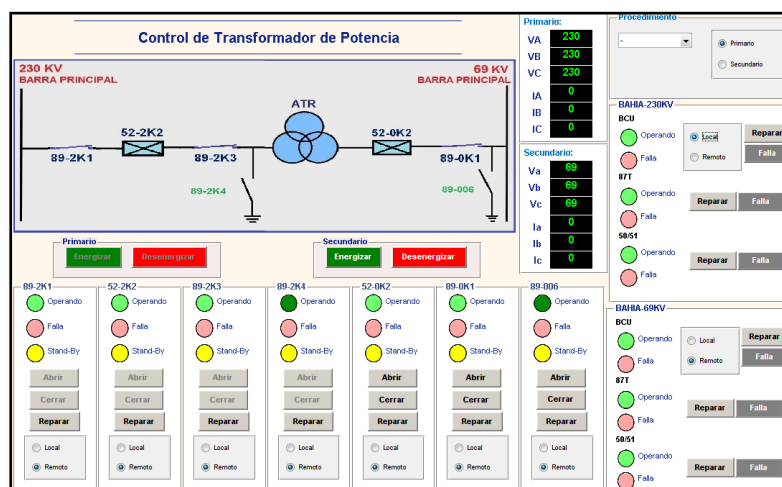 Control de Transformador de Potencia
230 KV
BARRA PRINCIPAL
69 KV
BARRA PRINCIPAL
ATR
52-2K2
52-0K2
89-2K1
89-2K3
89-0K1
89-2K4
89-006
Primario:
VA 230
VB 230
VC 230
IA 0
IB 0
IC 0
Secundario:
Va 69
Vb 69
Vc 69
Ia 0
Ib 0
Ic 0
Procedimiento
-
Primario
Secundario
Primario
Energizar Desenergizar
Secundario
Energizar Desenergizar
89-2K1
Operando
Falla
Stand-By
Abrir
Cerrar
Reparar
Local
Remoto
52-2K2
Operando
Falla
Stand-By
Abrir
Cerrar
Reparar
Local
Remoto
89-2K3
Operando
Falla
Stand-By
Abrir
Cerrar
Reparar
Local
Remoto
89-2K4
Operando
Falla
Stand-By
Abrir
Cerrar
Reparar
Local
Remoto
52-0K2
Operando
Falla
Stand-By
Abrir
Cerrar
Reparar
Local
Remoto
89-0K1
Operando
Falla
Stand-By
Abrir
Cerrar
Reparar
Local
Remoto
89-006
Operando
Falla
Stand-By
Abrir
Cerrar
Reparar
Local
Remoto
BAHIA-230KV
BCU
Operando
Falla
Local
Remoto
Reparar
Falla
87T
Operando
Falla
Reparar Falla
50/51
Operando
Falla
Reparar Falla
BAHIA-69KV
BCU
Operando
Falla
Local
Remoto
Reparar
Falla
87T
Operando
Falla
Reparar Falla
50/51
Operando
Falla
Reparar Falla